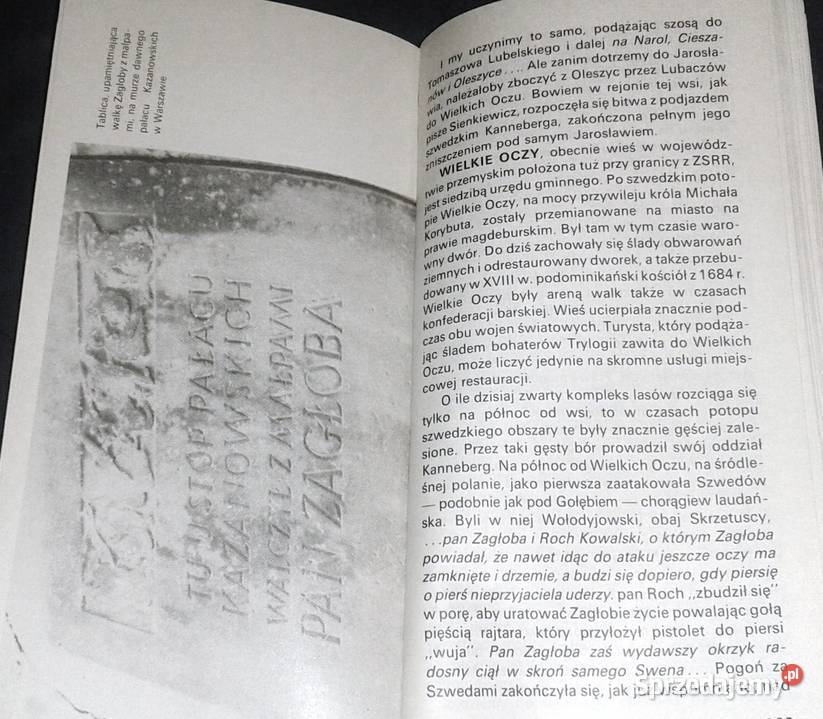 Tablica, upamiętniająca
walkę Zagłoby z małpa-
mi, na murze dawnego
pałacu Kazanowskich
w Warszawie
TU U STÓP PAŁACU
KAZANOWSKICH
WALCZYŁ Z MAŁPAMI
PAN ZAGŁOBA
I my uczynimy to samo, podążając szosą do
Tomaszowa Lubelskiego i dalej na Narol, Ciesza-
nów i Oleszyce . . . Ale zanim dotrzemy do Jarosła-
wia, należałoby zboczyć z Oleszyc przez Lubaczów
do Wielkich Oczu. Bowiem w rejonie tej wsi, jak
pisze Sienkiewicz, rozpoczęła się bitwa z podjazdem
szwedzkim Kanneberga, zakończona pełnym jego
zniszczeniem pod samym Jarosławiem.
WIELKIE OCZY, obecnie wieś w wojewódz-
twie przemyskim położona tuż przy granicy z ZSRR,
jest siedzibą urzędu gminnego. Po szwedzkim poto-
pie Wielkie Oczy, na mocy przywileju króla Michała
Korybuta, zostały przemianowane na miasto na
prawie magdeburskim. Był tam w tym czasie waro-
wny dwór. Do dziś zachowały się ślady obwarowań
ziemnych i odrestaurowany dworek, a także przebu-
dowany w XVIII w. podominikański kościół z 1684 r.
Wielkie Oczy były areną walk także w czasach
konfederacji barskiej. Wieś ucierpiała znacznie pod-
czas obu wojen światowych. Turysta, który podąża-
jąc śladem bohaterów Trylogii zawita do Wielkich
Oczu, może liczyć jedynie na skromne usługi miejs-
cowej restauracji.
O ile dzisiaj zwarty kompleks lasów rozciąga się
tylko na północ od wsi, to w czasach potopu
szwedzkiego obszary te były znacznie gęściej zale-
sione. Przez taki gęsty bór prowadził swój oddział
Kanneberg. Na północ od Wielkich Oczu, na śródle-
śnej polanie, jako pierwsza zaatakowała Szwedów
— podobnie jak pod Gołębiem — chorągiew laudań-
ska. Byli w niej Wołodyjowski, obaj Skrzetuscy,
. . .pan Zagłoba i Roch Kowalski, o którym Zagłoba
powiadał, że nawet idąc do ataku jeszcze oczy ma
zamknięte i drzemie, a budzi się dopiero, gdy piersię
o pierś nieprzyjaciela uderzy. pan Roch „zbudził się"
w porę, aby uratować Zagłobie życie powalając gołą
pięścią rajtara, który przyłożył pistolet do piersi
„wuja". Pan Zagłoba zaś wydawszy okrzyk ra-
dosny ciął w skroń samego Swena . . . Pogoń za
Szwedami zakończyła się, jak już
Sprzedajemy.pl